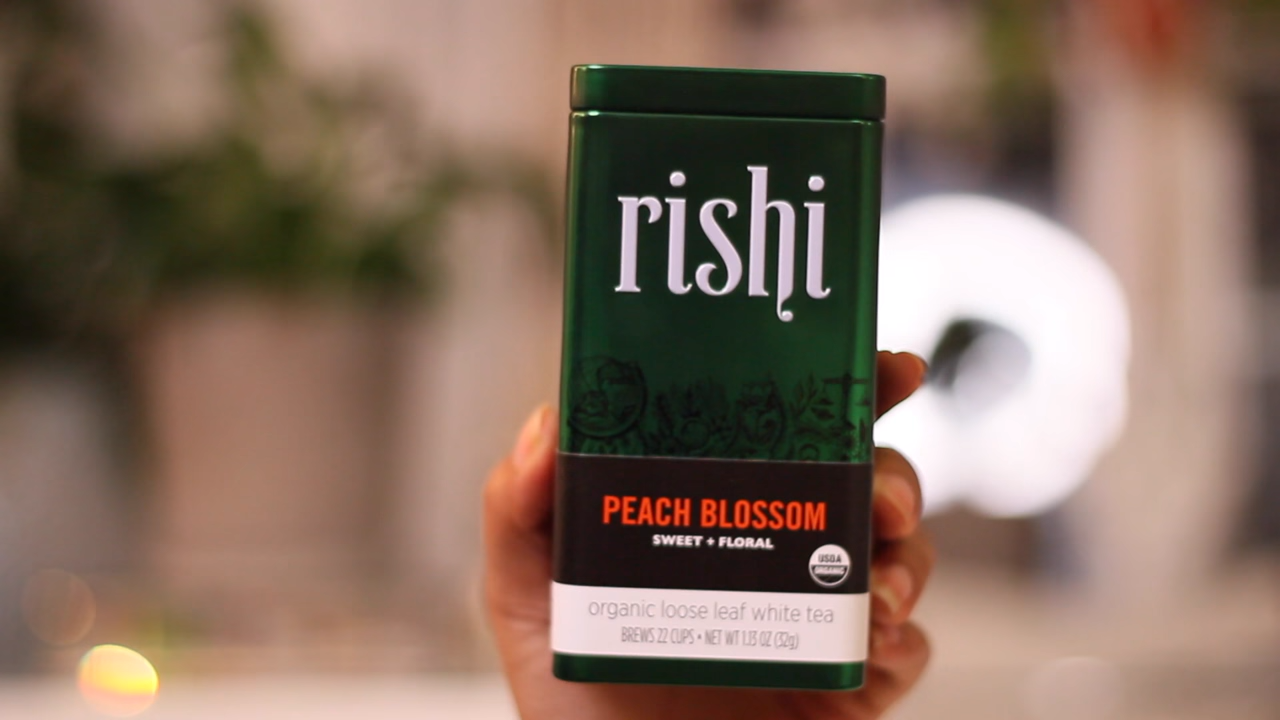 rishi
PEACH BLOSSOM
SWEET + FLORAL
USDA
ORGANIC
organic loose leaf white tea
BREWS 22 CUPS • NET WT 1.13 OZ (32g)